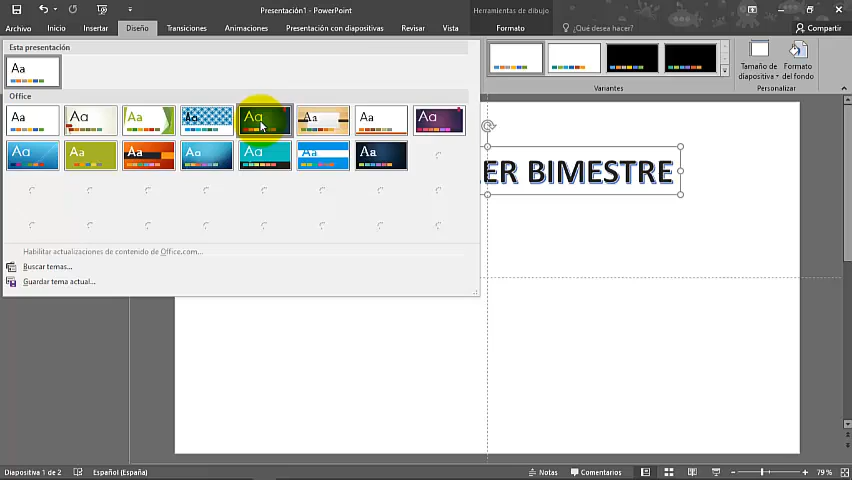 Presentación1 - PowerPoint
Herramientas de dibujo
Archivo Inicio Insertar Diseño Transiciones Animaciones Presentación con diapositivas Revisar Vista Formato ¿Qué desea hacer? Compartir
Esta presentación
Aa
Office
Aa Aa Aa Aa Aa Aa Aa Aa
Aa Aa Aa Aa Aa Aa Aa
Habilitar actualizaciones de contenido de Office.com...
Buscar temas...
Guardar tema actual...
Variantes
Tamaño de diapositiva
Formato del fondo
Personalizar
ER BIMESTRE
Diapositiva 1 de 2 Español (España) Notas Comentarios 79 %